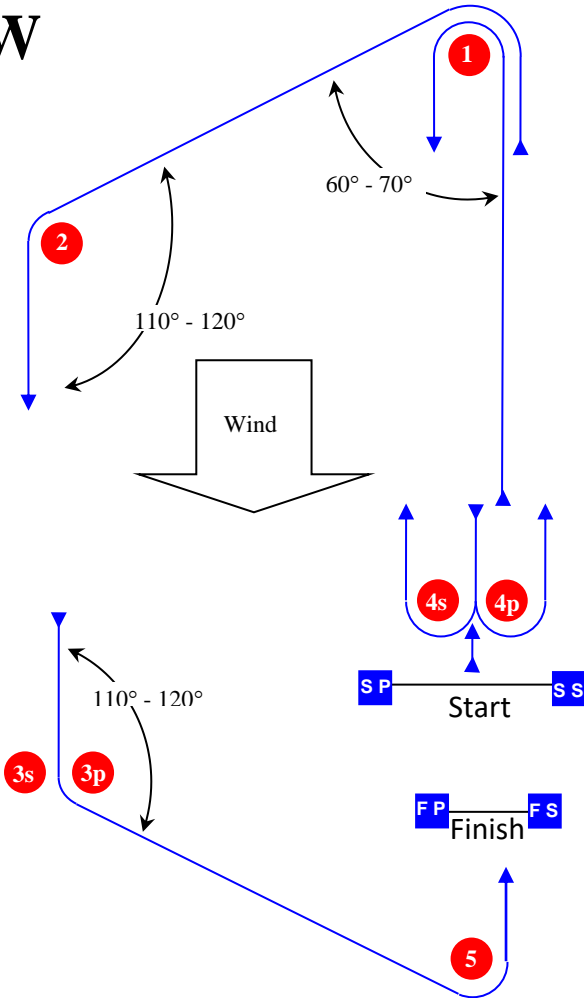 W
1
60° - 70°
2
110° - 120°
Wind
4s 4p
S P S S
Start
110° - 120°
3s 3p
F P F S
Finish
5